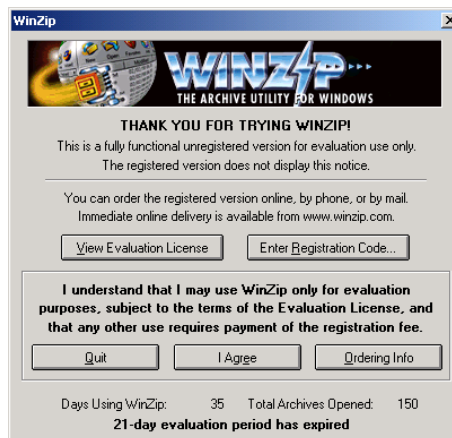 WinZip
WINZIP
THE ARCHIVE UTILITY FOR WINDOWS
THANK YOU FOR TRYING WINZIP!
This is a fully functional unregistered version for evaluation use only.
The registered version does not display this notice.
You can order the registered version online, by phone, or by mail.
Immediate online delivery is available from www.winzip.com.
View Evaluation License Enter Registration Code...
I understand that I may use WinZip only for evaluation
purposes, subject to the terms of the Evaluation License, and
that any other use requires payment of the registration fee.
Quit I Agree Ordering Info
Days Using WinZip: 35 Total Archives Opened: 150
21-day evaluation period has expired